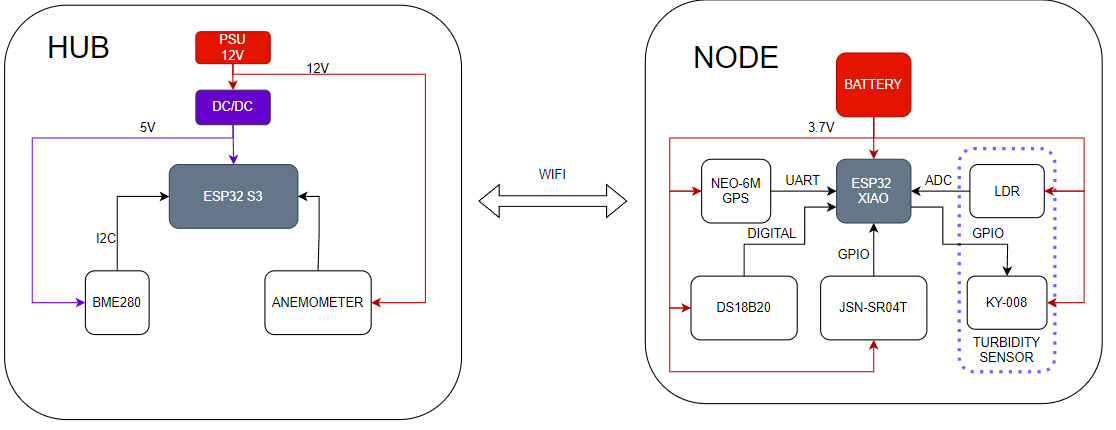 HUB
PSU
12V
12V
DC/DC
5V
ESP32 S3
I2C
BME280
ANEMOMETER
WIFI
NODE
BATTERY
3.7V
NEO-6M
GPS
UART
ESP32
XIAO
ADC
LDR
DIGITAL
GPIO
GPIO
DS18B20
JSN-SR04T
KY-008
TURBIDITY
SENSOR